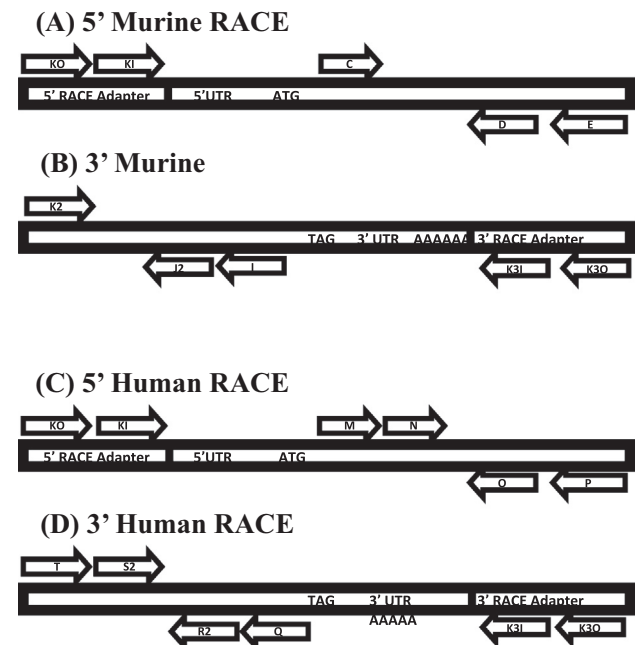 (A) 5’ Murine RACE
KO KI C
5’ RACE Adapter 5’UTR ATG
D E
(B) 3’ Murine
K2
TAG 3’ UTR AAAAAA 3’ RACE Adapter
J2 I K3I K3O
(C) 5’ Human RACE
KO KI M N
5’ RACE Adapter 5’UTR ATG
O P
(D) 3’ Human RACE
T S2
TAG 3’ UTR 3’ RACE Adapter
AAAAA
R2 Q K3I K3O